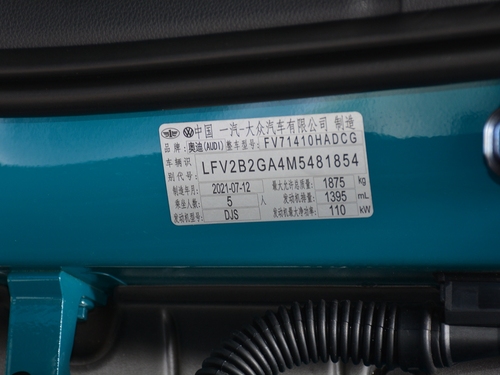 中国 一汽-大众汽车有限公司 制造
品牌: 奥迪(AUDI) 整车型号: FV71410HADCG
车辆识别代号: LFV2B2GA4M5481854
制造年月: 2021-07-12 最大允许总质量: 1875 kg
乘坐人数: 5 人 发动机排量: 1395 mL
发动机型号: DJS 发动机最大净功率: 110 kW